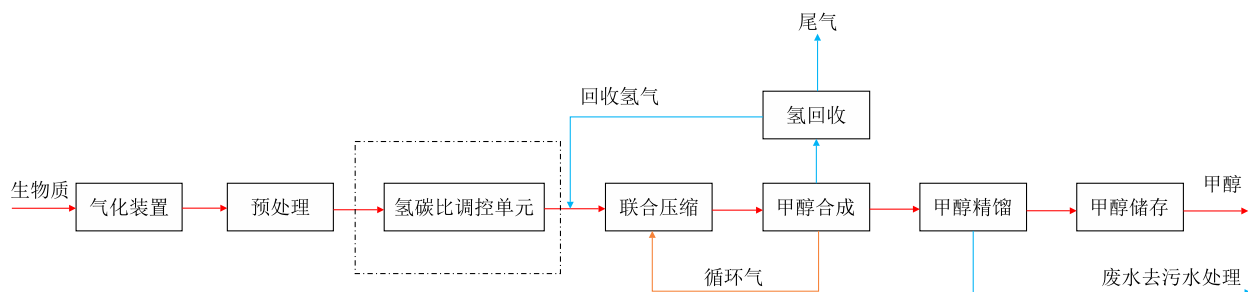 尾气
回收氢气
氢回收
生物质
气化装置
预处理
氢碳比调控单元
联合压缩
甲醇合成
甲醇精馏
甲醇储存
甲醇
循环气
废水去污水处理